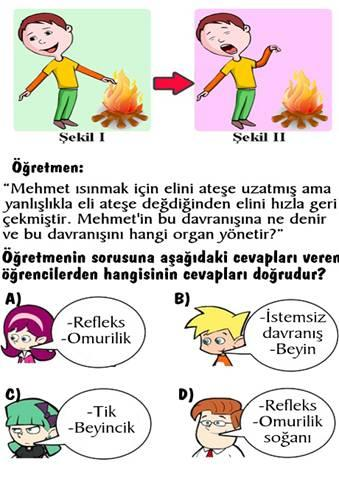 Şekil I
Şekil II
Öğretmen:
“Mehmet ısınmak için elini ateşe uzatmış ama
yanlışlıkla eli ateşe değdiğinden elini hızla geri
çekmiştir. Mehmet'in bu davranışına ne denir
ve bu davranışını hangi organ yönetir?”
Öğretmenin sorusuna aşağıdaki cevapları veren
öğrencilerden hangisinin cevapları doğrudur?
A)
-Refleks
-Omurilik
B)
-İstemsiz
davranış
-Beyin
C)
-Tik
-Beyincik
D)
-Refleks
-Omurilik
soğanı